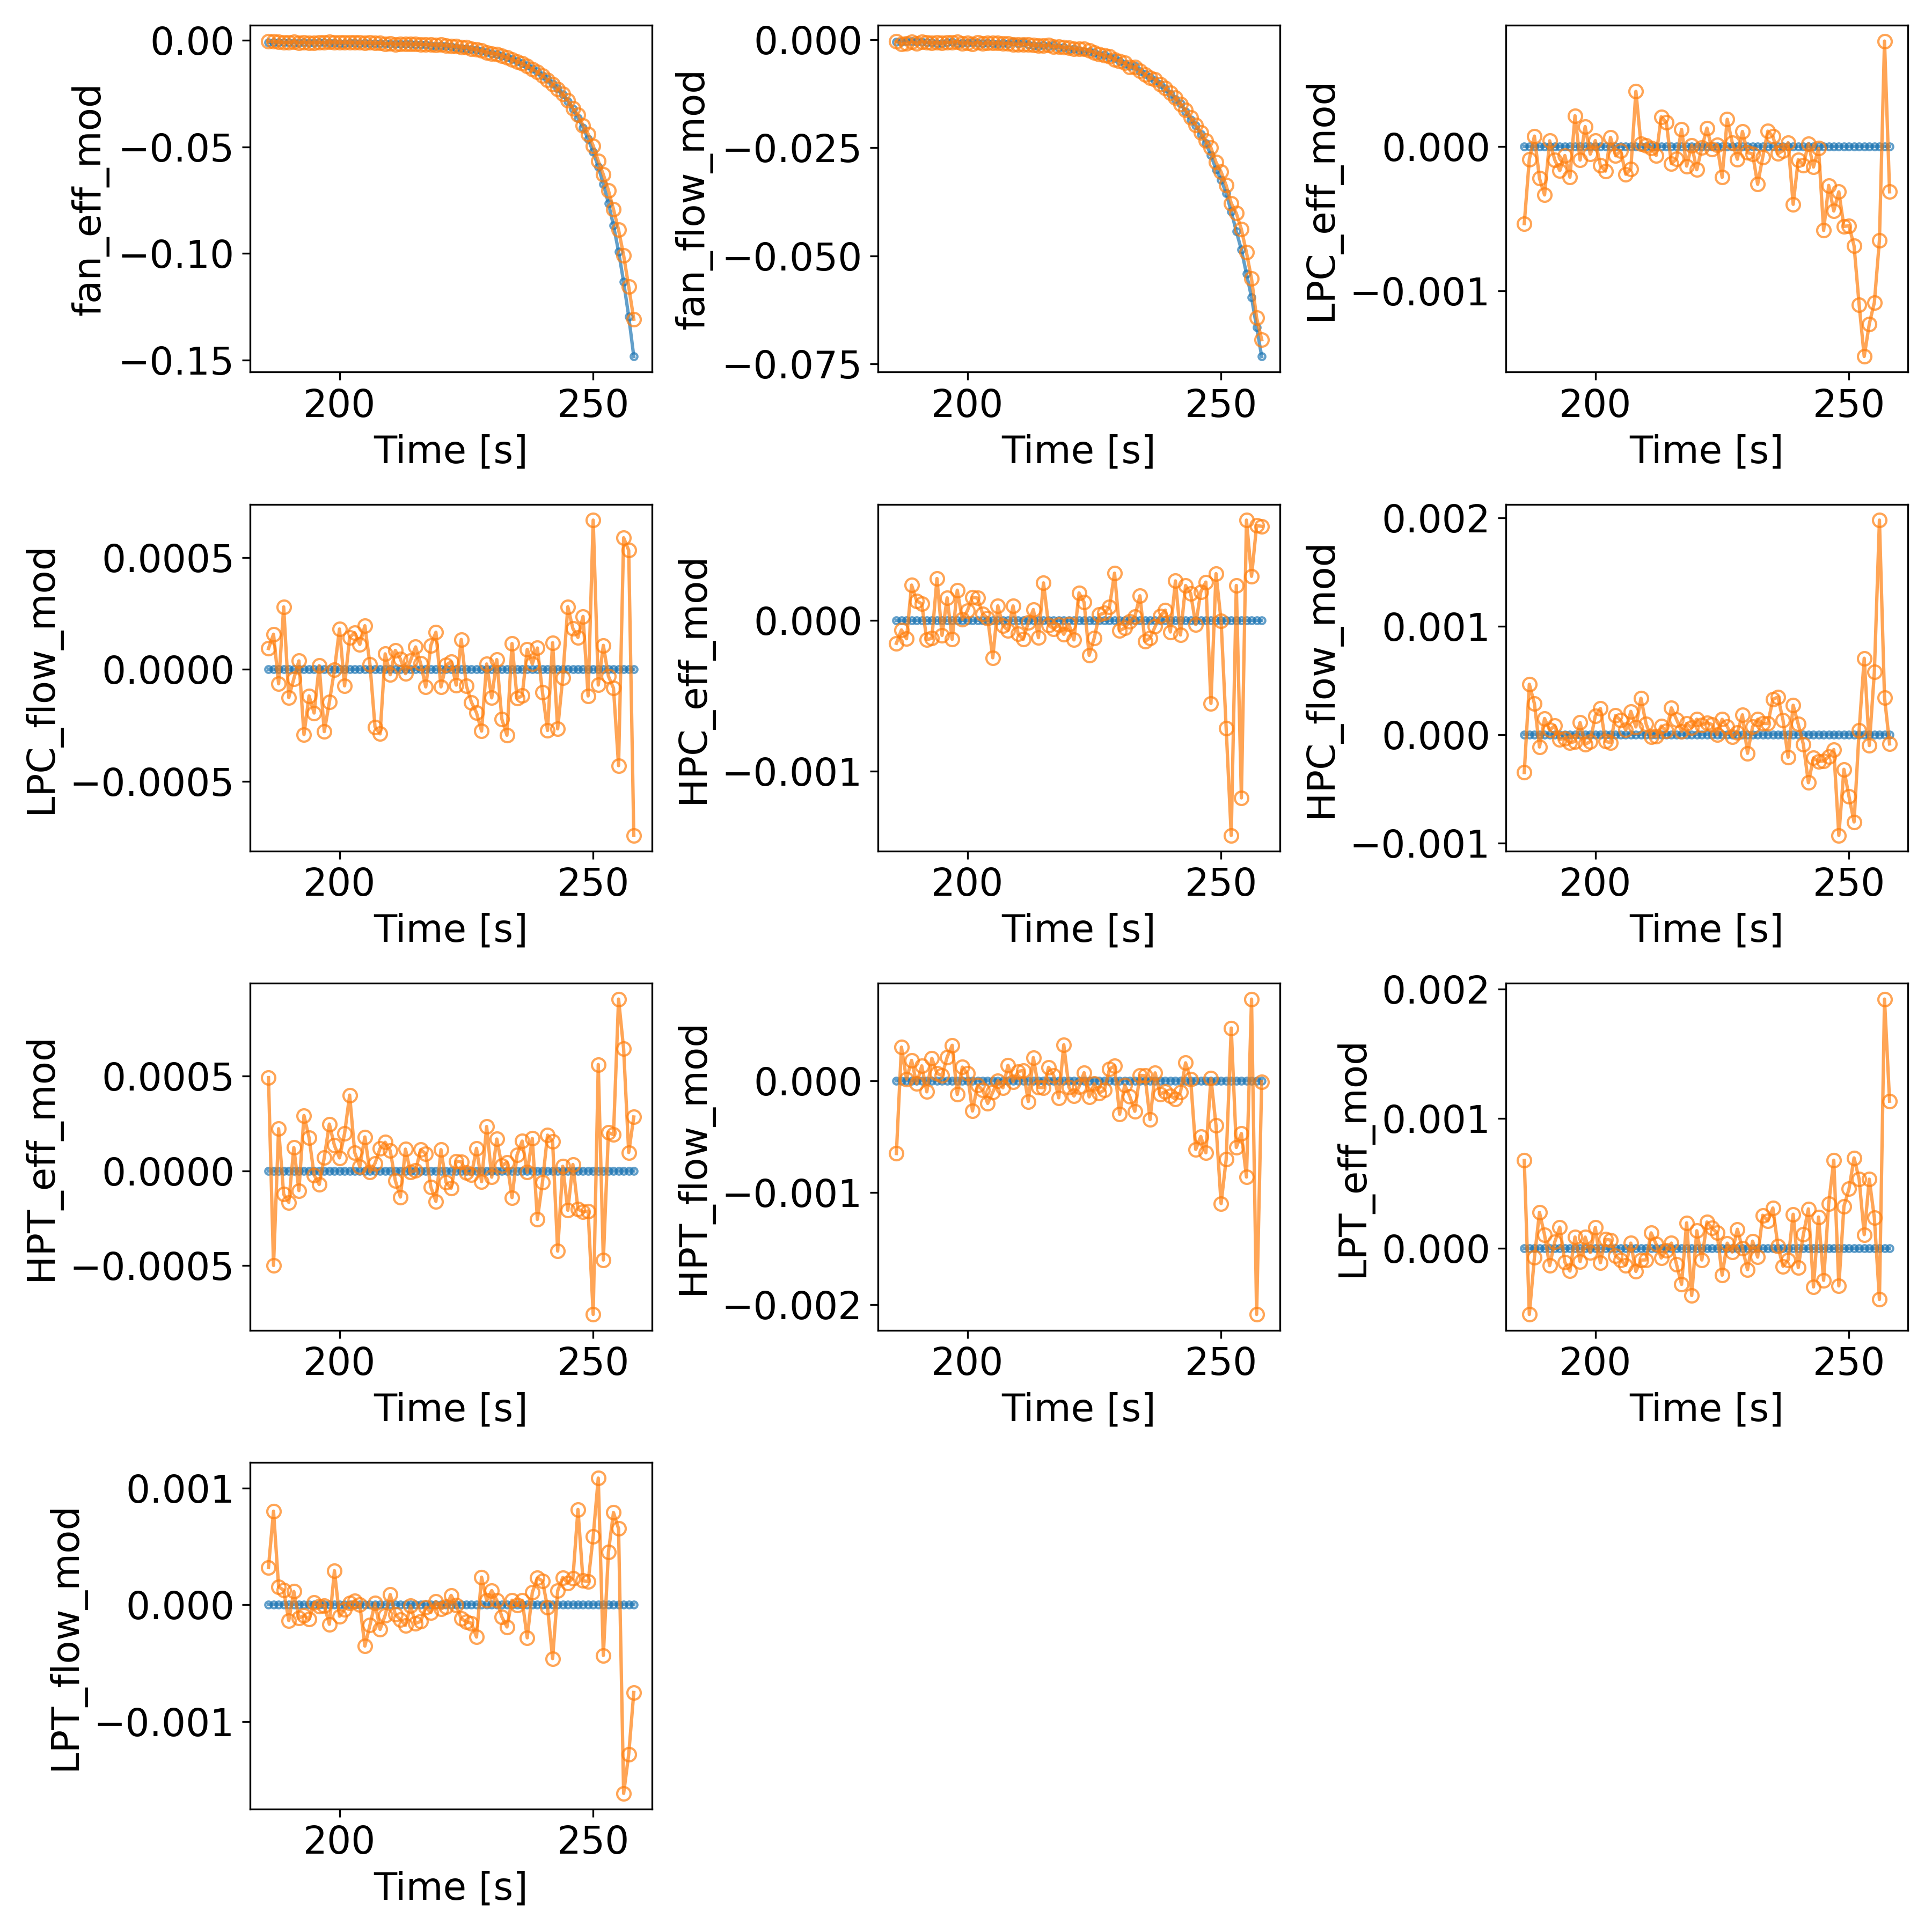 fan_eff_mod
0.00
−0.05
−0.10
−0.15
200 250
Time [s]
fan_flow_mod
0.000
−0.025
−0.050
−0.075
200 250
Time [s]
LPC_eff_mod
0.000
−0.001
200 250
Time [s]
LPC_flow_mod
0.0005
0.0000
−0.0005
200 250
Time [s]
HPC_eff_mod
0.000
−0.001
200 250
Time [s]
HPC_flow_mod
0.002
0.001
0.000
−0.001
200 250
Time [s]
HPT_eff_mod
0.0005
0.0000
−0.0005
200 250
Time [s]
HPT_flow_mod
0.000
−0.001
−0.002
200 250
Time [s]
LPT_eff_mod
0.002
0.001
0.000
200 250
Time [s]
LPT_flow_mod
0.001
0.000
−0.001
200 250
Time [s]